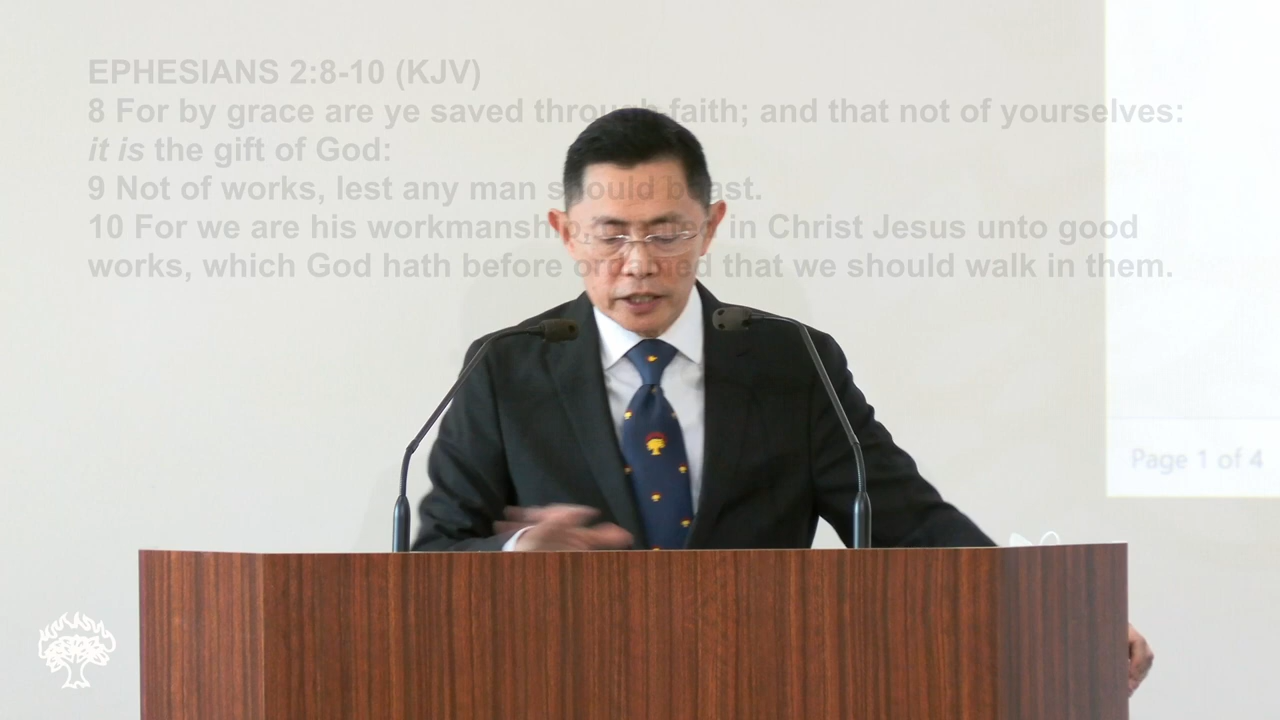 EPHESIANS 2:8-10 (KJV)
8 For by grace are ye saved through faith; and that not of yourselves:
it is the gift of God:
9 Not of works, lest any man should boast.
10 For we are his in Christ Jesus unto good
works, which God hath before that we should walk in them.
Page 1 of 4